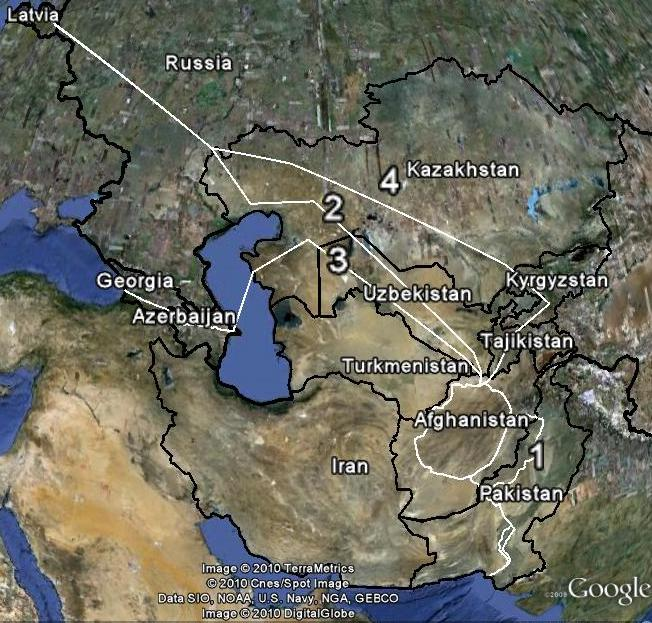 Latvia
Russia
4 Kazakhstan
2
3
Georgia
Kyrgyzstan
Uzbekistan
Azerbaijan
Tajikistan
Turkmenistan
Afghanistan
1
Iran
Pakistan
Image © 2010 TerraMetrics
© 2010 Cnes/Spot Image
Data SIO, NOAA, U.S. Navy, NGA, GEBCO
Image © 2010 DigitalGlobe
©2009 Google